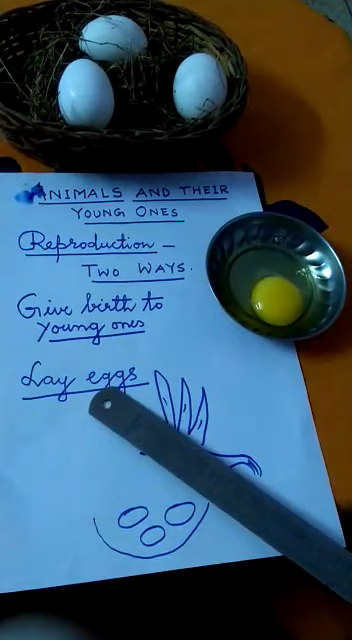 ANIMALS AND THEIR
YOUNG ONES
Reproduction –
TWO WAYS.
Give birth to
young ones
Lay eggs